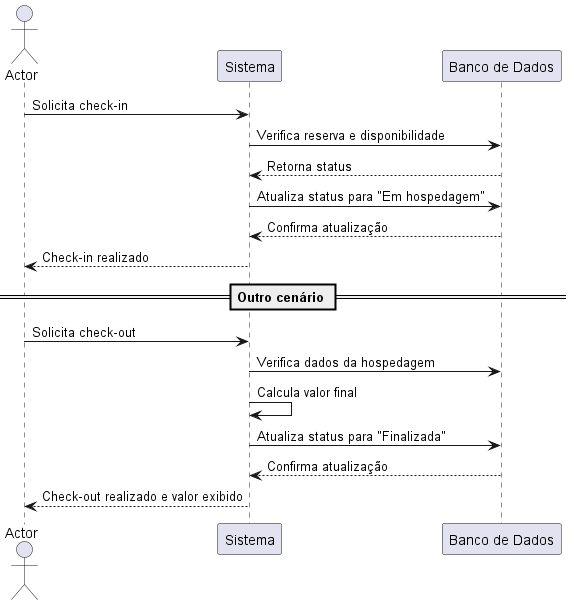 Actor
Sistema
Banco de Dados
Solicita check-in
Verifica reserva e disponibilidade
Retorna status
Atualiza status para "Em hospedagem"
Confirma atualização
Check-in realizado
Outro cenário
Solicita check-out
Verifica dados da hospedagem
Calcula valor final
Atualiza status para "Finalizada"
Confirma atualização
Check-out realizado e valor exibido
Actor
Sistema
Banco de Dados